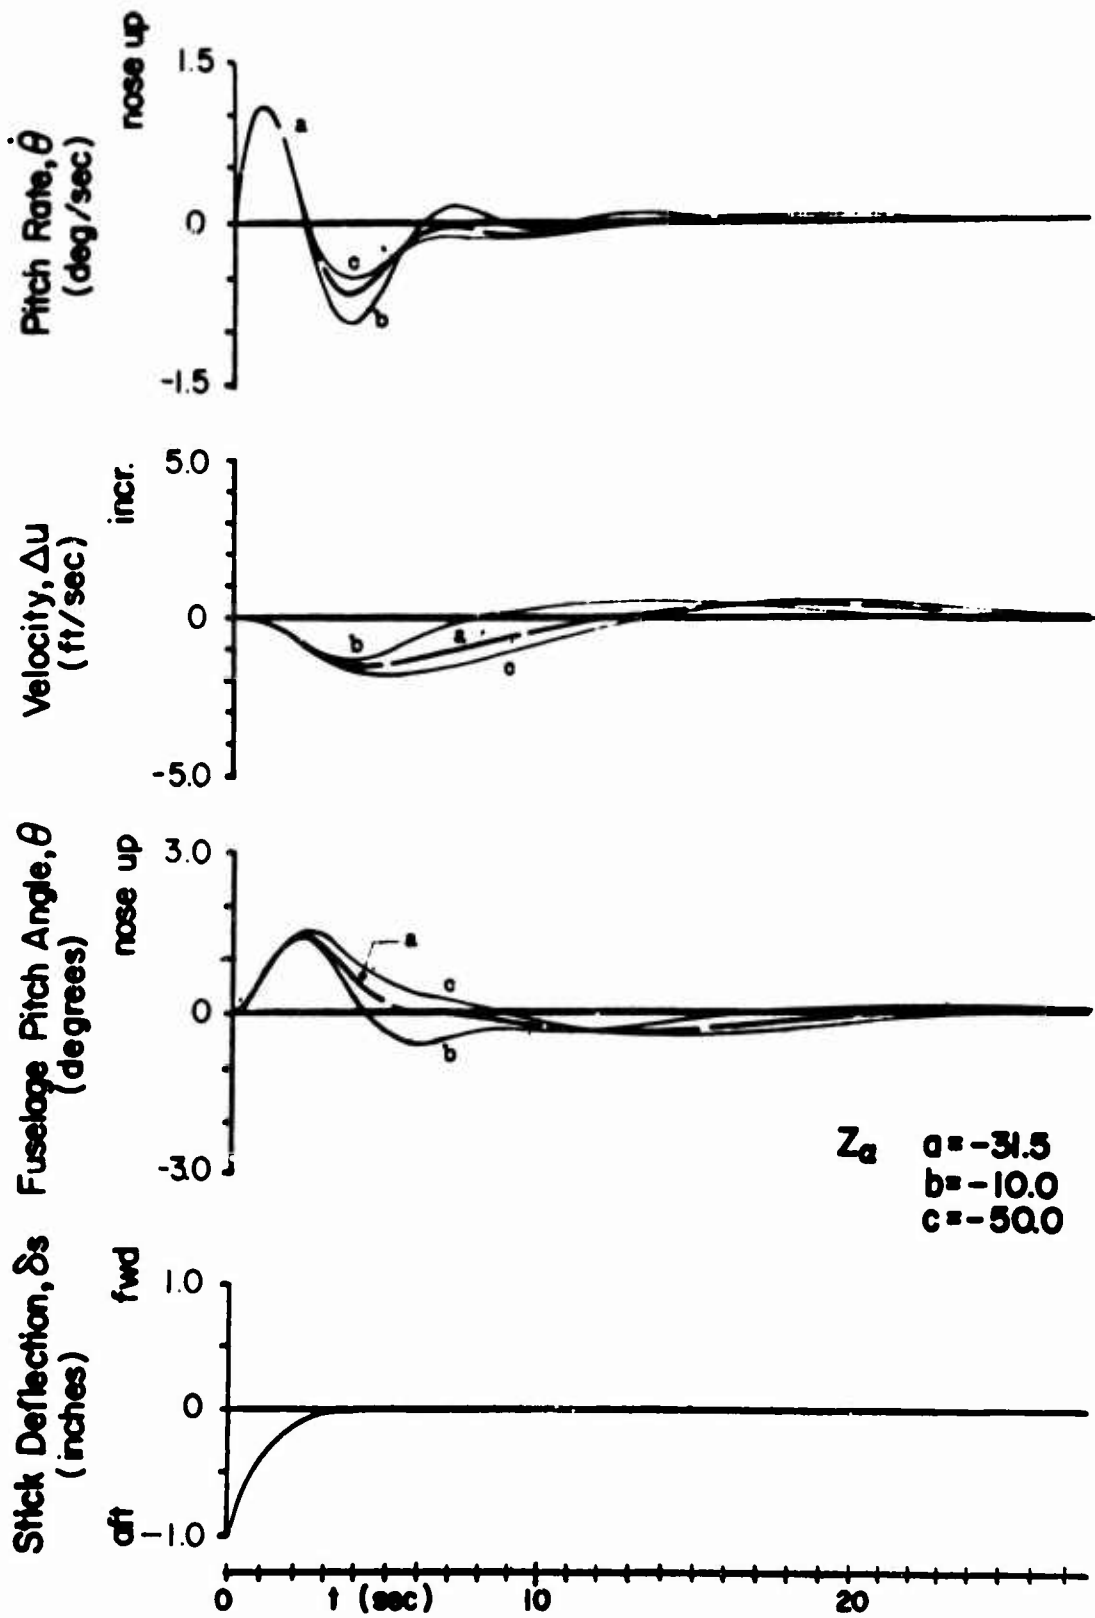 Pitch Rate, θ̇
(deg/sec)
nose up
1.5
0
-1.5
a
c
b
Velocity, Δu
(ft/sec)
incr.
5.0
0
-5.0
b
a
c
Fuselage Pitch Angle, θ
(degrees)
nose up
3.0
0
-3.0
a
c
b
Zα a = -31.5
b = -10.0
c = -50.0
Stick Deflection, δs
(inches)
fwd
aft
1.0
0
-1.0
0 t (sec) 10 20